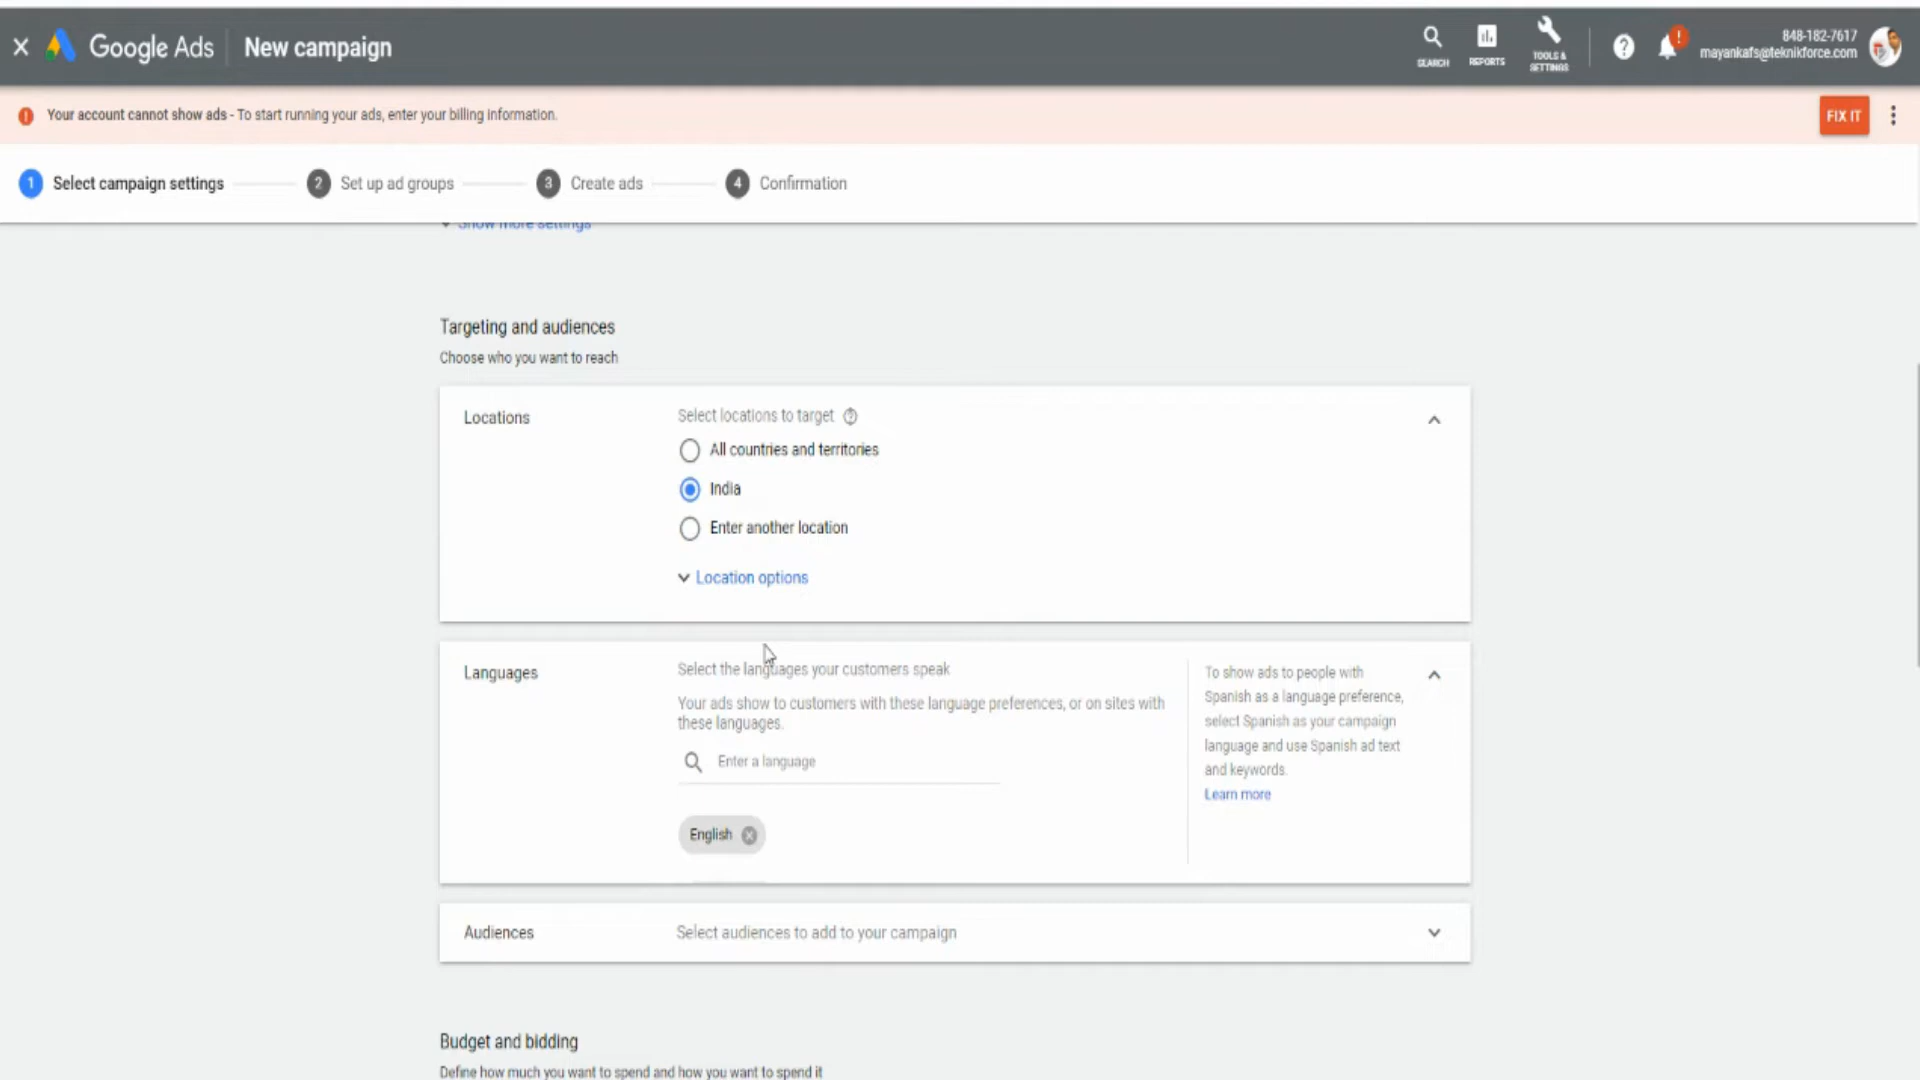 Google Ads
New campaign
SEARCH
REPORTS
TOOLS &
SETTINGS
848-182-7617
mayankafs@teknikforce.com
Your account cannot show ads - To start running your ads, enter your billing information.
FIX IT
1 Select campaign settings
2 Set up ad groups
3 Create ads
4 Confirmation
Show more settings
Targeting and audiences
Choose who you want to reach
Locations
Select locations to target
All countries and territories
India
Enter another location
Location options
Languages
Select the languages your customers speak
Your ads show to customers with these language preferences, or on sites with
these languages.
Enter a language
English
To show ads to people with
Spanish as a language preference,
select Spanish as your campaign
language and use Spanish ad text
and keywords.
Learn more
Audiences
Select audiences to add to your campaign
Budget and bidding
Define how much you want to spend and how you want to spend it